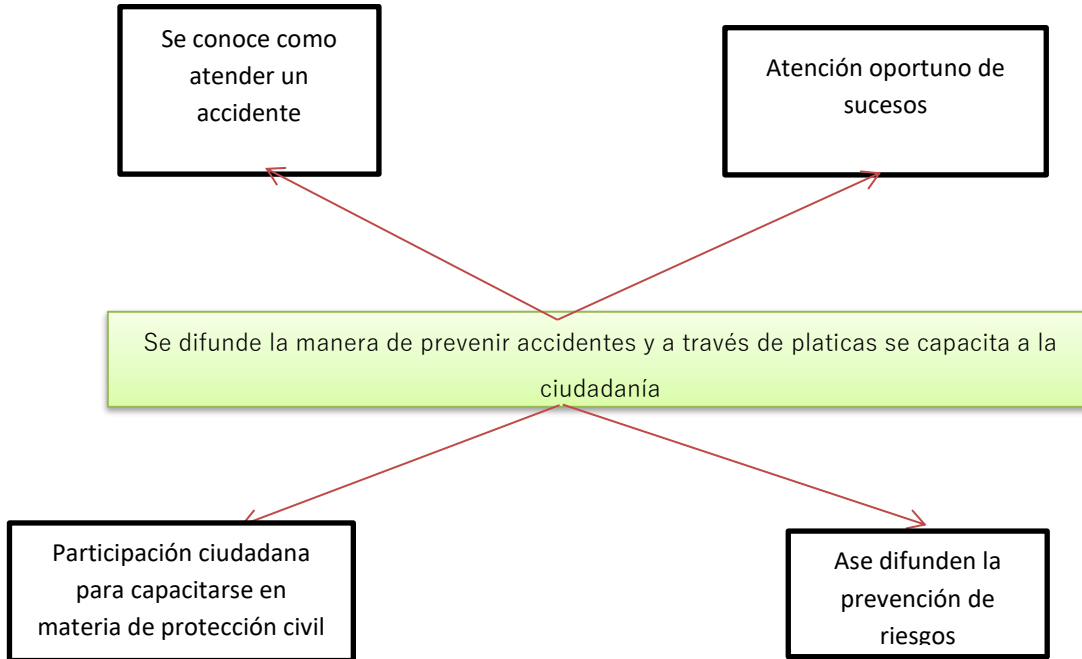 Se conoce como
atender un
accidente
Atención oportuno de
sucesos
Se difunde la manera de prevenir accidentes y a través de platicas se capacita a la
ciudadanía
Participación ciudadana
para capacitarse en
materia de protección civil
Ase difunden la
prevención de
riesgos